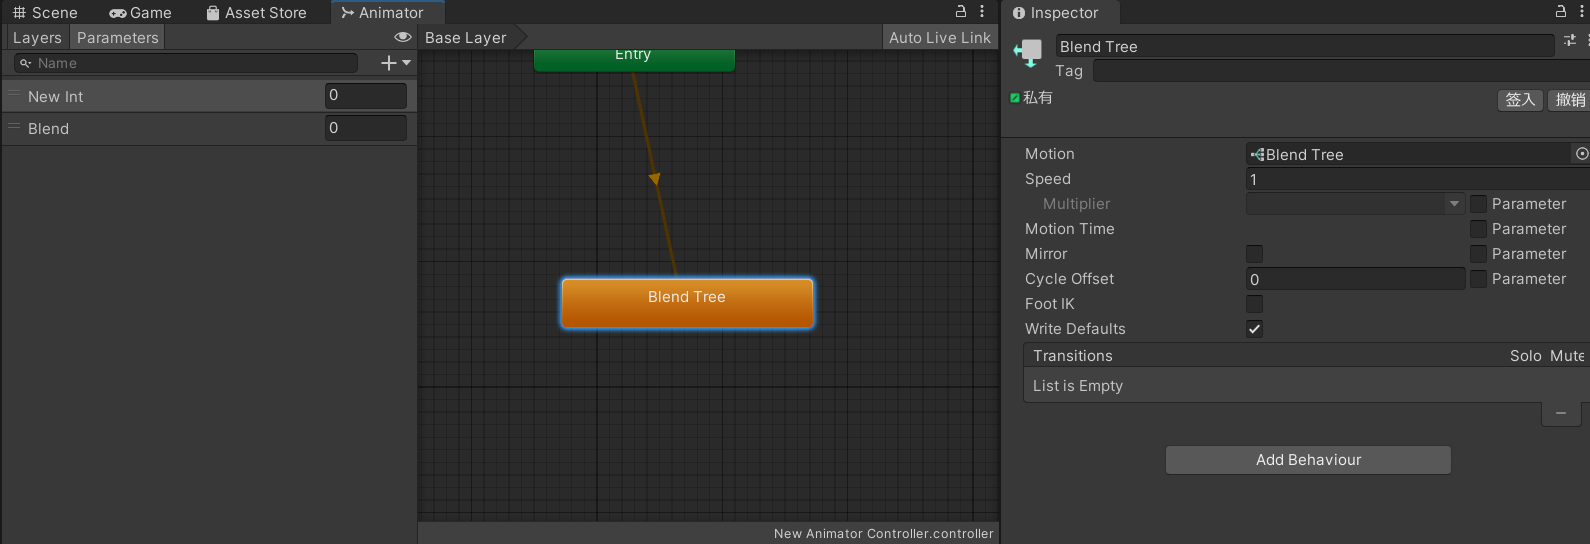 Scene Game Asset Store Animator
Layers Parameters
Name
New Int 0
Blend 0
Base Layer Auto Live Link
Entry
Blend Tree
New Animator Controller.controller
Inspector
Blend Tree
Tag
私有 签入 撤销
Motion Blend Tree
Speed 1
Multiplier Parameter
Motion Time Parameter
Mirror Parameter
Cycle Offset 0 Parameter
Foot IK
Write Defaults
Transitions Solo Mute
List is Empty
Add Behaviour